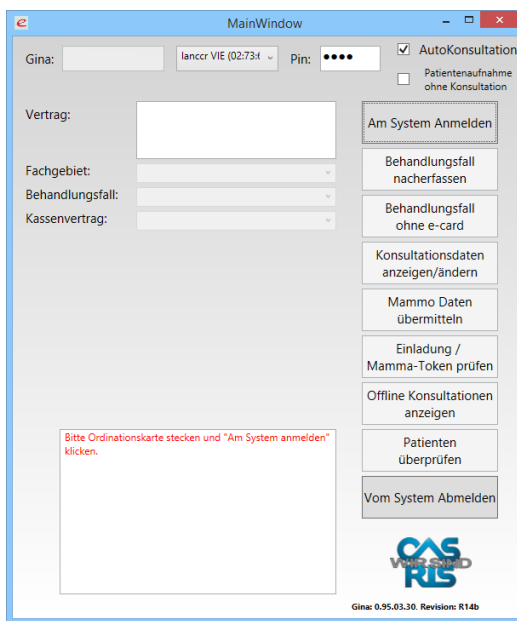 e
MainWindow
Gina:
lanccr VIE (02:73:
Pin:
AutoKonsultation
Patientenaufnahme
ohne Konsultation
Vertrag:
Am System Anmelden
Behandlungsfall
nacherfassen
Fachgebiet:
Behandlungsfall:
Kassenvertrag:
Behandlungsfall
ohne e-card
Konsultationsdaten
anzeigen/ändern
Mammo Daten
übermitteln
Einladung /
Mamma-Token prüfen
Offline Konsultationen
anzeigen
Patienten
überprüfen
Vom System Abmelden
Bitte Ordinationskarte stecken und "Am System anmelden"
klicken.
CAS
WIR SIND
RIS
Gina: 0.95.03.30. Revision: R14b